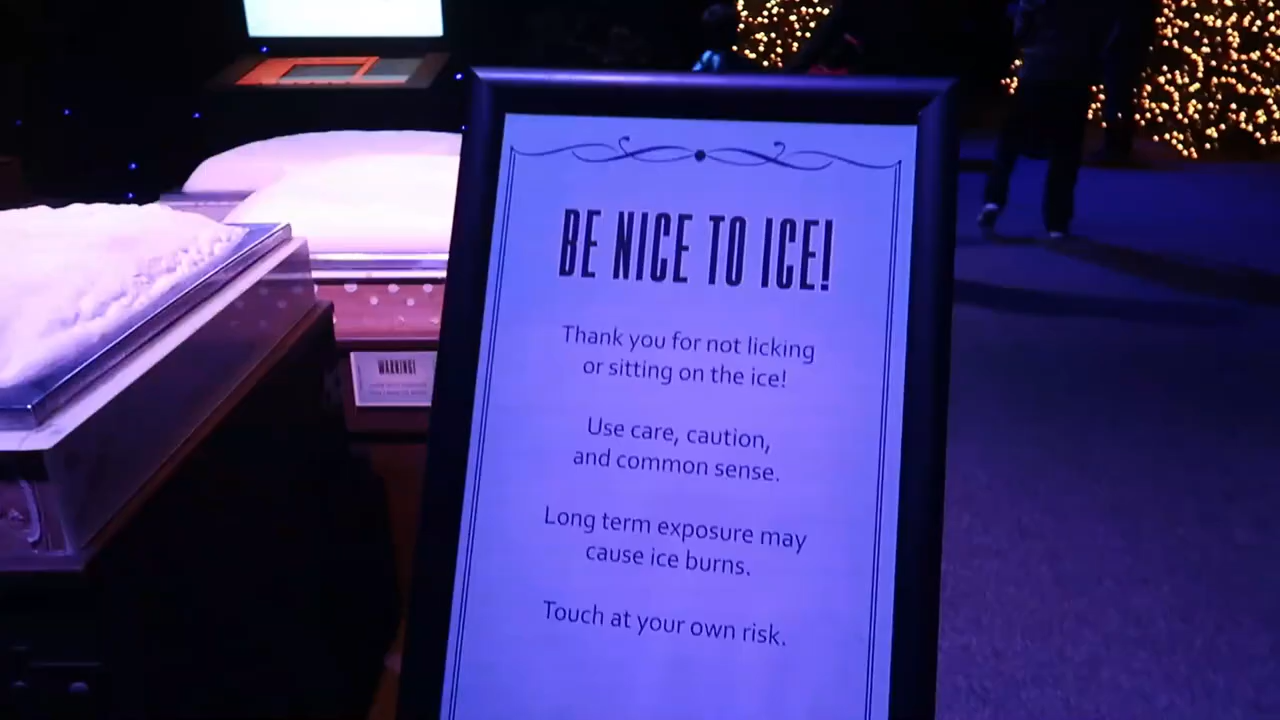 BE NICE TO ICE!
Thank you for not licking
or sitting on the ice!
Use care, caution,
and common sense.
Long term exposure may
cause ice burns.
Touch at your own risk.
WARNING!